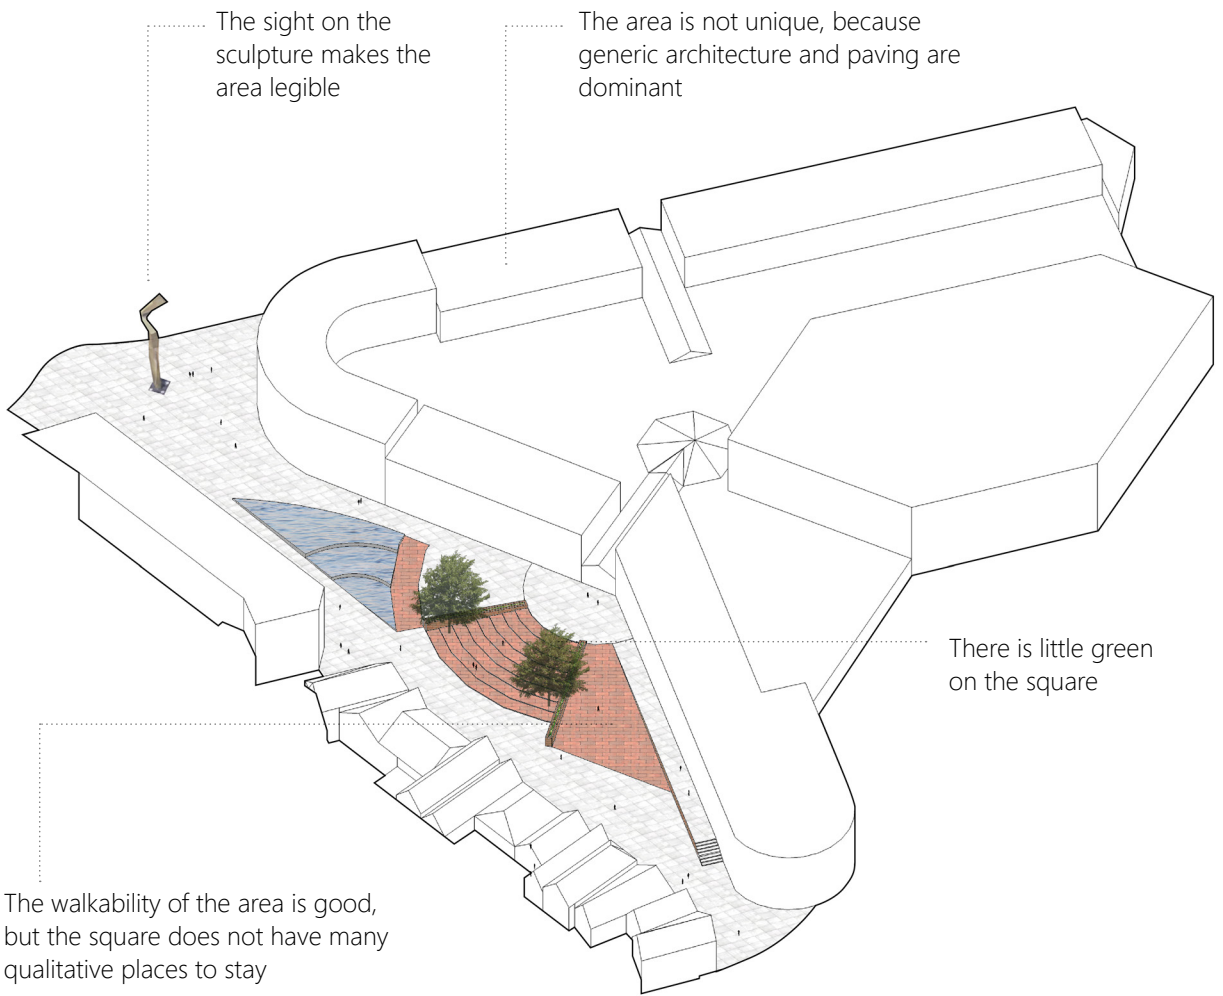 The sight on the
sculpture makes the
area legible
The area is not unique, because
generic architecture and paving are
dominant
There is little green
on the square
The walkability of the area is good,
but the square does not have many
qualitative places to stay